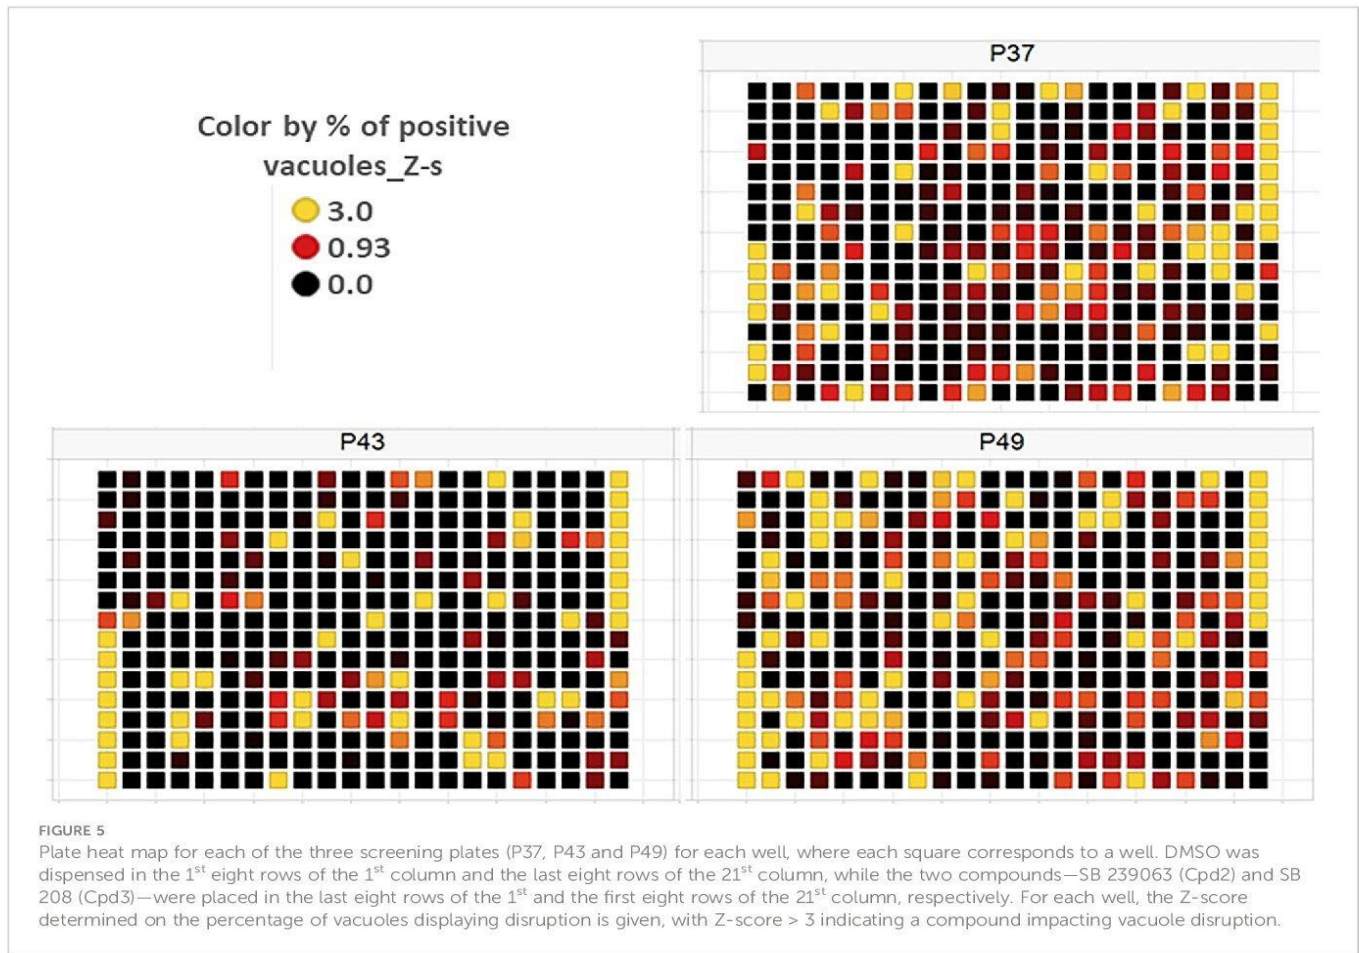 P37
Color by % of positive
vacuoles_Z-s
3.0
0.93
0.0
P43
P49
FIGURE 5
Plate heat map for each of the three screening plates (P37, P43 and P49) for each well, where each square corresponds to a well. DMSO was
dispensed in the 1st eight rows of the 1st column and the last eight rows of the 21st column, while the two compounds—SB 239063 (Cpd2) and SB
208 (Cpd3)—were placed in the last eight rows of the 1st and the first eight rows of the 21st column, respectively. For each well, the Z-score
determined on the percentage of vacuoles displaying disruption is given, with Z-score > 3 indicating a compound impacting vacuole disruption.